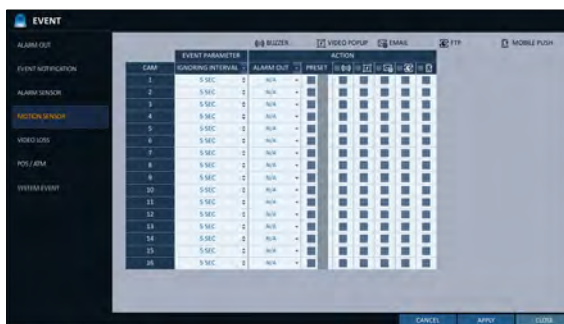 EVENT
ALARM OUT
EVENT NOTIFICATION
ALARM SENSOR
MOTION SENSOR
VIDEO LOSS
POS / ATM
SYSTEM EVENT
BUZZER VIDEO POPUP EMAIL FTP MOBILE PUSH
EVENT PARAMETER ACTION
CAM IGNORING INTERVAL ALARM OUT PRESET
1 5 SEC N/A
2 5 SEC N/A
3 5 SEC N/A
4 5 SEC N/A
5 5 SEC N/A
6 5 SEC N/A
7 5 SEC N/A
8 5 SEC N/A
9 5 SEC N/A
10 5 SEC N/A
11 5 SEC N/A
12 5 SEC N/A
13 5 SEC N/A
14 5 SEC N/A
15 5 SEC N/A
16 5 SEC N/A
CANCEL APPLY CLOSE